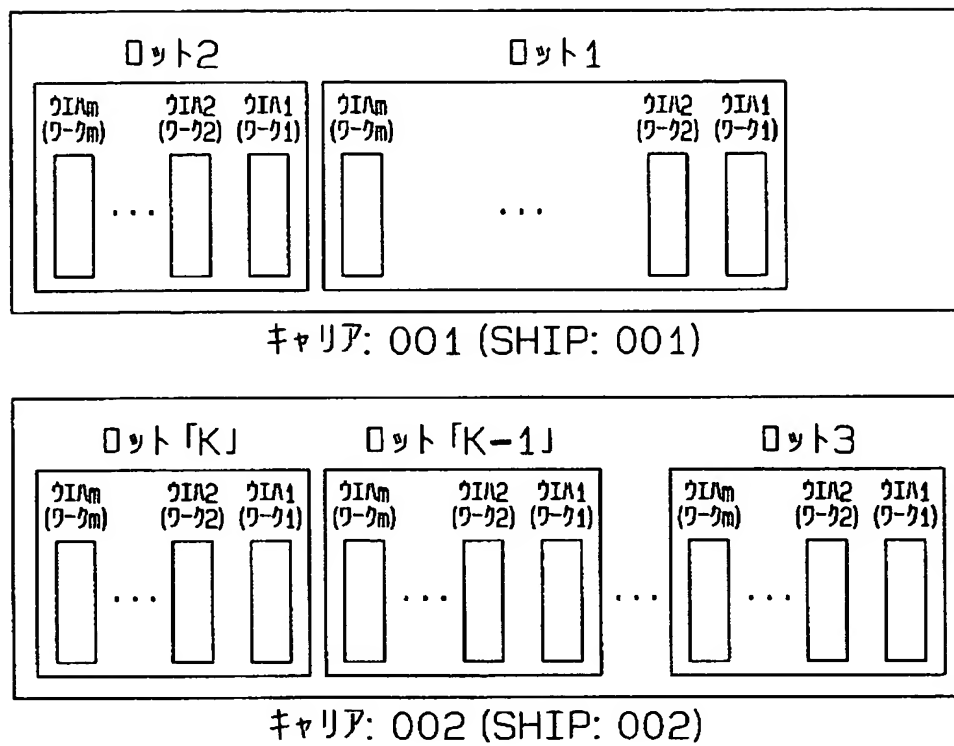 ロット2 ロット1
ウエハm ウエハ2 ウエハ1 ウエハm ウエハ2 ウエハ1
(ワークm) (ワーク2) (ワーク1) (ワークm) (ワーク2) (ワーク1)
... ...
キャリア: 001 (SHIP: 001)
ロット「K」 ロット「K-1」 ロット3
ウエハm ウエハ2 ウエハ1 ウエハm ウエハ2 ウエハ1 ウエハm ウエハ2 ウエハ1
(ワークm) (ワーク2) (ワーク1) (ワークm) (ワーク2) (ワーク1) (ワークm) (ワーク2) (ワーク1)
... ... ... ...
キャリア: 002 (SHIP: 002)